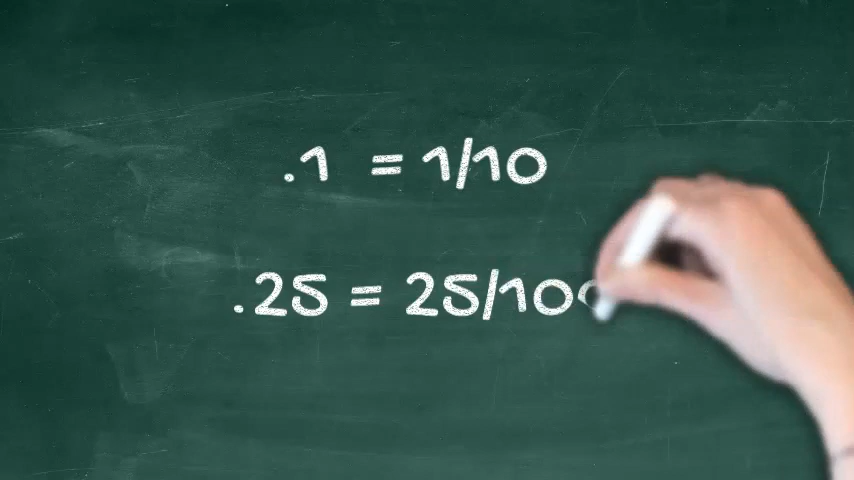 .1 = 1/10
.25 = 25/100